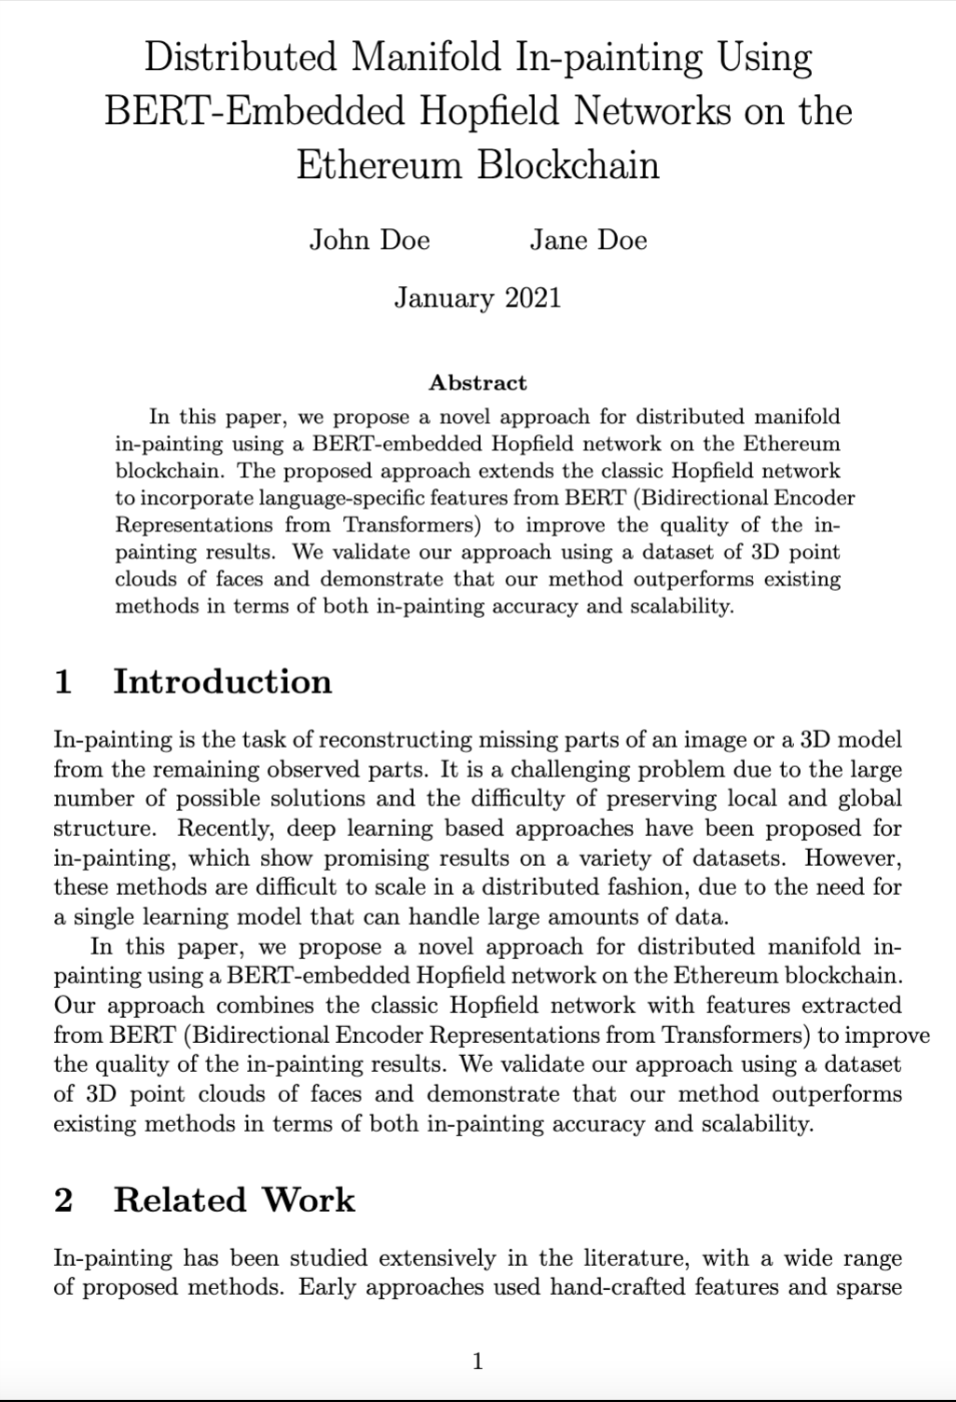 Distributed Manifold In-painting Using
BERT-Embedded Hopfield Networks on the
Ethereum Blockchain
John Doe Jane Doe
January 2021
Abstract
In this paper, we propose a novel approach for distributed manifold
in-painting using a BERT-embedded Hopfield network on the Ethereum
blockchain. The proposed approach extends the classic Hopfield network
to incorporate language-specific features from BERT (Bidirectional Encoder
Representations from Transformers) to improve the quality of the in-
painting results. We validate our approach using a dataset of 3D point
clouds of faces and demonstrate that our method outperforms existing
methods in terms of both in-painting accuracy and scalability.
1 Introduction
In-painting is the task of reconstructing missing parts of an image or a 3D model
from the remaining observed parts. It is a challenging problem due to the large
number of possible solutions and the difficulty of preserving local and global
structure. Recently, deep learning based approaches have been proposed for
in-painting, which show promising results on a variety of datasets. However,
these methods are difficult to scale in a distributed fashion, due to the need for
a single learning model that can handle large amounts of data.
In this paper, we propose a novel approach for distributed manifold in-
painting using a BERT-embedded Hopfield network on the Ethereum blockchain.
Our approach combines the classic Hopfield network with features extracted
from BERT (Bidirectional Encoder Representations from Transformers) to improve
the quality of the in-painting results. We validate our approach using a dataset
of 3D point clouds of faces and demonstrate that our method outperforms
existing methods in terms of both in-painting accuracy and scalability.
2 Related Work
In-painting has been studied extensively in the literature, with a wide range
of proposed methods. Early approaches used hand-crafted features and sparse
1